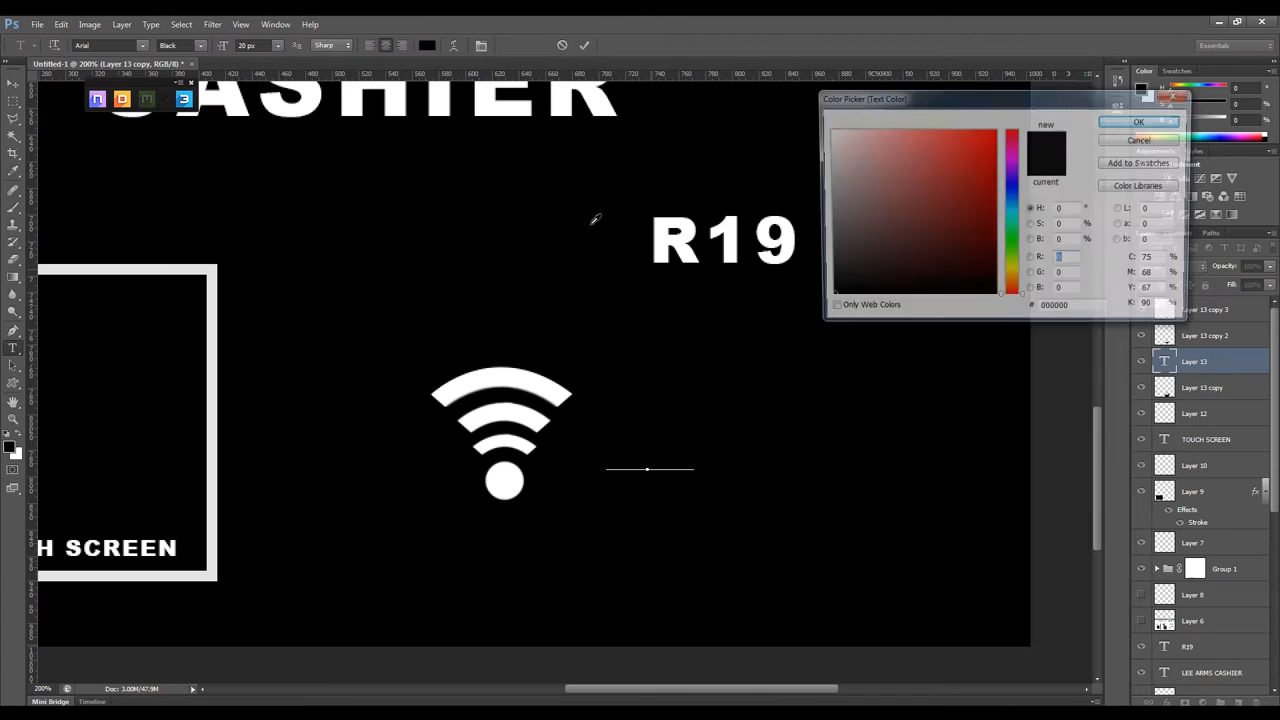 Ps File Edit Image Layer Type Select Filter View Window Help
T Arial Black 20 px Sharp Essentials
Untitled-1 @ 200% (Layer 13 copy, RGB/8) *
Color Swatches
CASHIER
R19
H SCREEN
Color Picker (Text Color)
new
current
OK
Cancel
Add to Swatches
Color Libraries
H: 0 °
S: 0 %
B: 0 %
R: 0
G: 0
B: 0
L: 0
a: 0
b: 0
C: 75 %
M: 68 %
Y: 67 %
K: 90 %
# 000000
Only Web Colors
Paths
Opacity:
Fill:
Layer 13 copy 3
Layer 13 copy 2
Layer 13
Layer 13 copy
Layer 12
TOUCH SCREEN
Layer 10
Layer 9 fx
Effects
Stroke
Layer 7
Group 1
Layer 8
Layer 6
R19
LEE ARMS CASHIER
200% Doc: 3.00M/47.9M
Mini Bridge Timeline